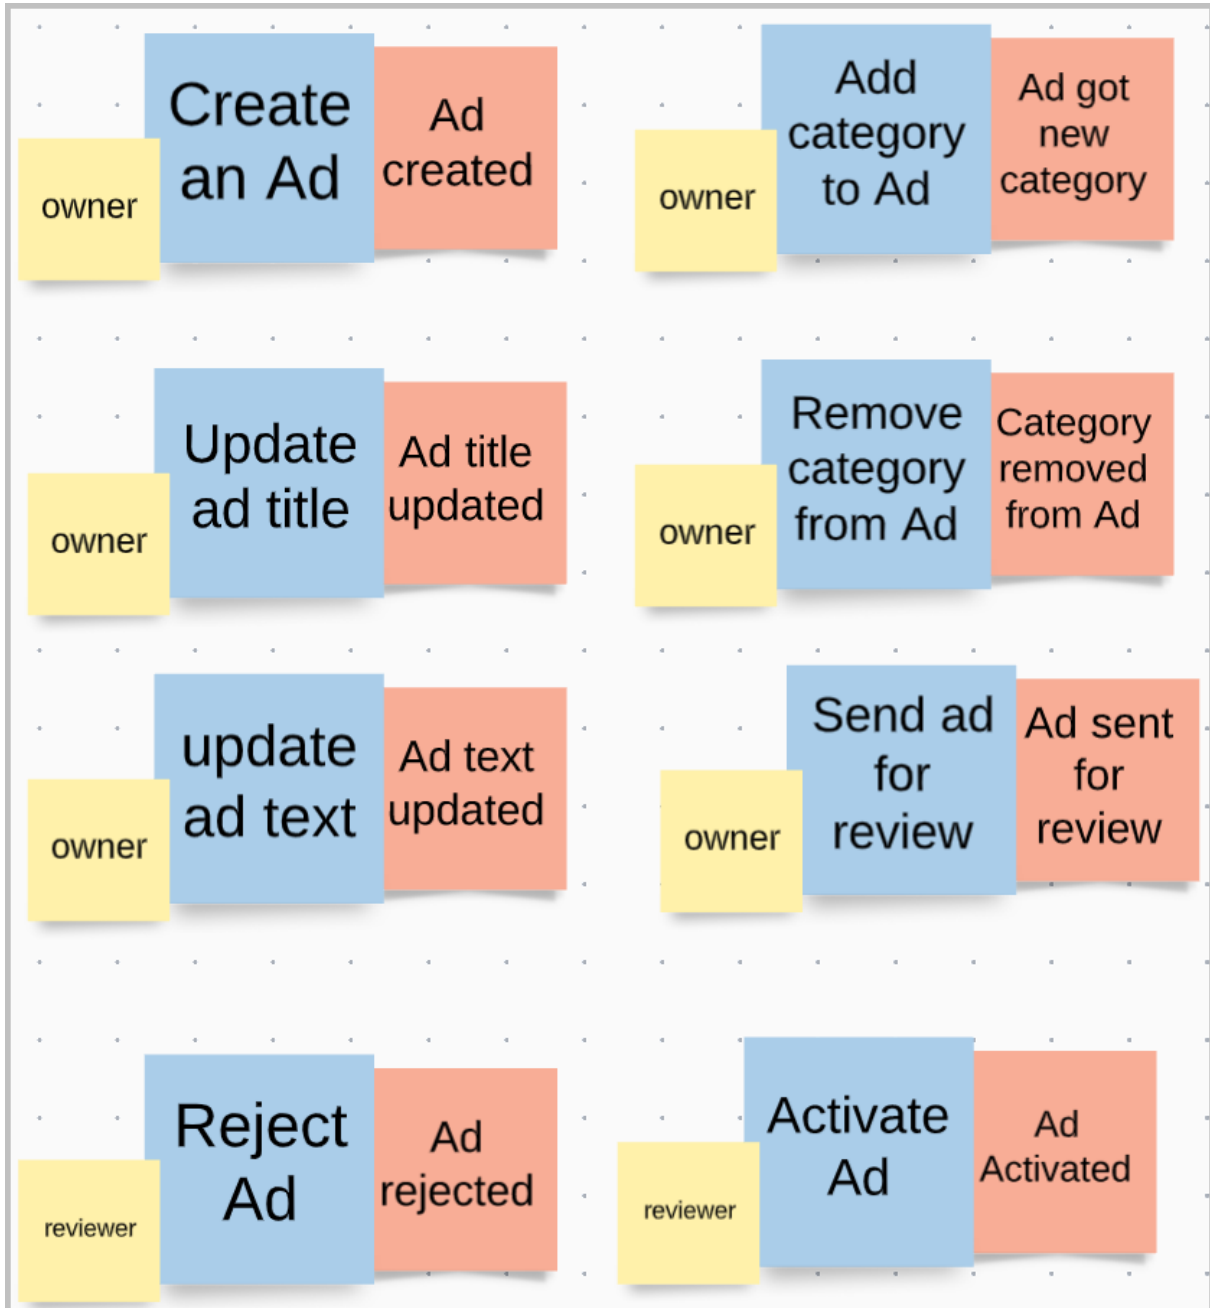 owner
Create
an Ad
Ad
created
owner
Add
category
to Ad
Ad got
new
category
owner
Update
ad title
Ad title
updated
owner
Remove
category
from Ad
Category
removed
from Ad
owner
update
ad text
Ad text
updated
owner
Send ad
for
review
Ad sent
for
review
reviewer
Reject
Ad
Ad
rejected
reviewer
Activate
Ad
Ad
Activated